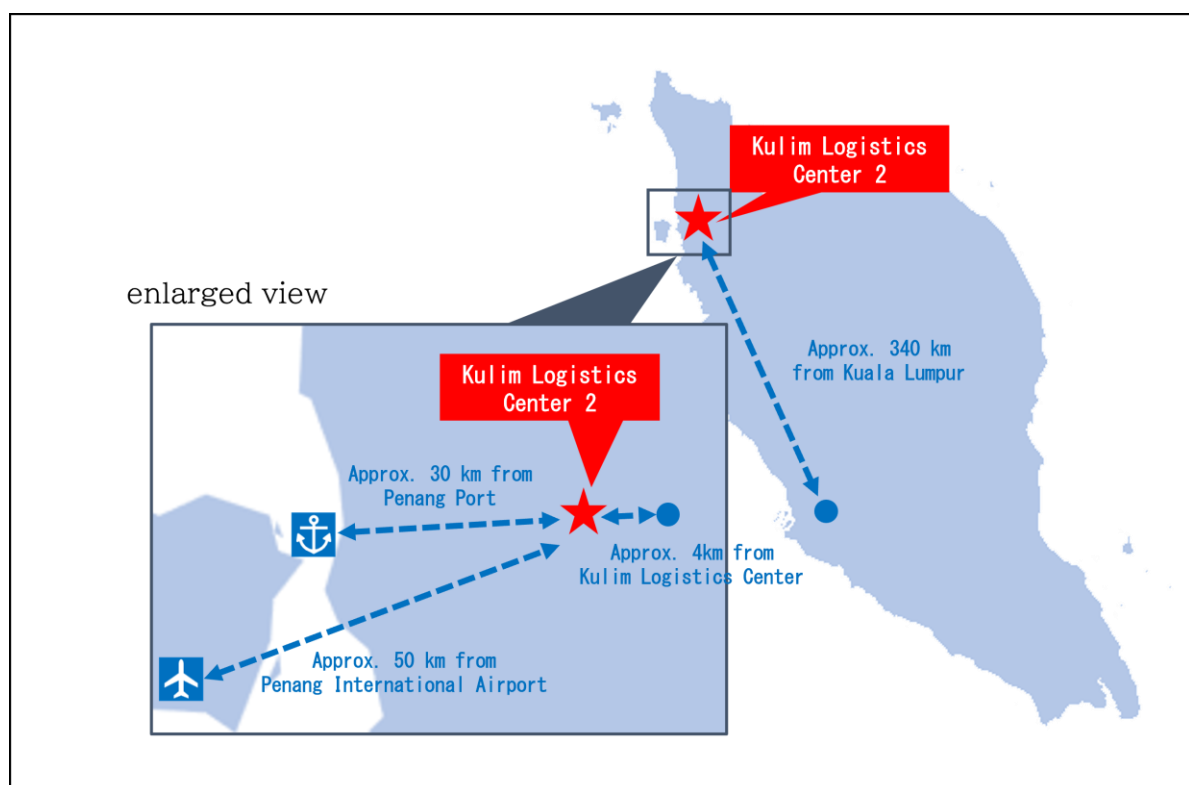 Kulim Logistics
Center 2
enlarged view
Approx. 340 km
from Kuala Lumpur
Kulim Logistics
Center 2
Approx. 30 km from
Penang Port
Approx. 4km from
Kulim Logistics Center
Approx. 50 km from
Penang International Airport